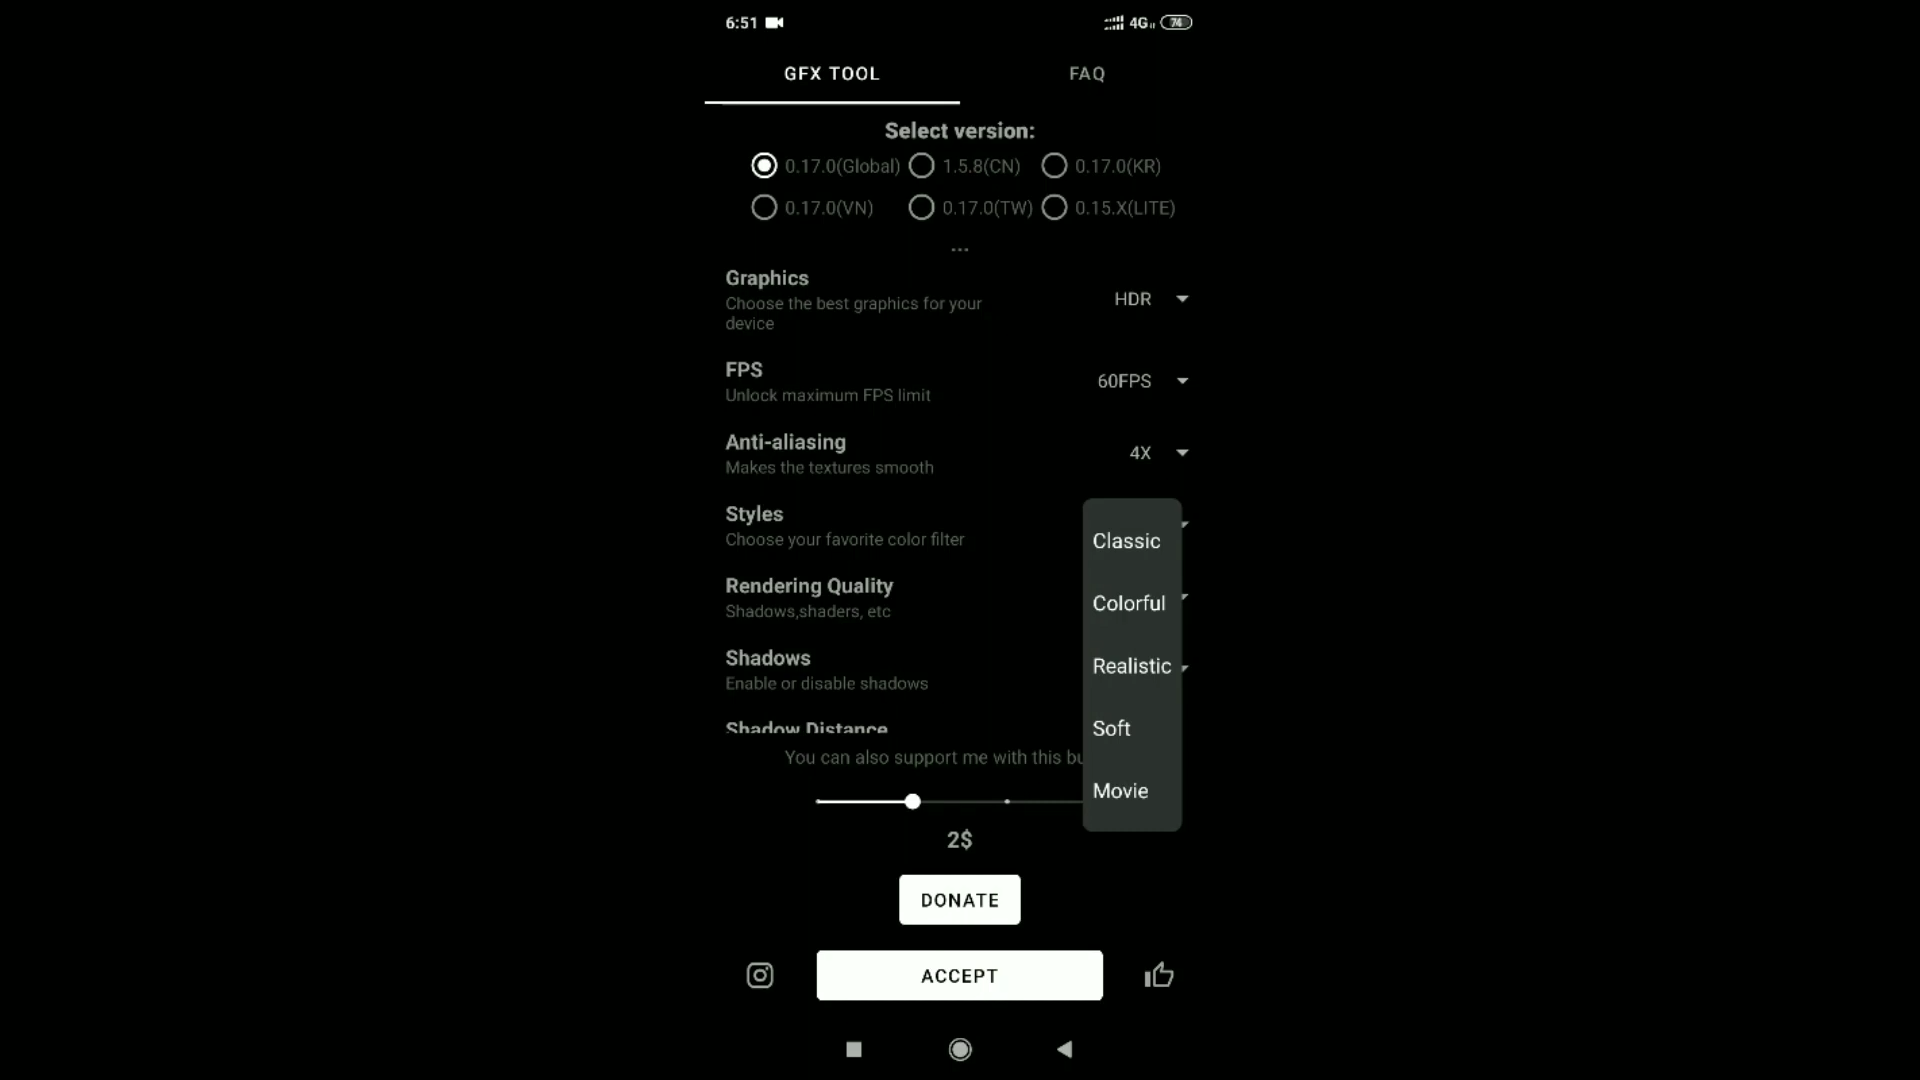 6:51 4G 74
GFX TOOL FAQ
Select version:
0.17.0(Global) 1.5.8(CN) 0.17.0(KR)
0.17.0(VN) 0.17.0(TW) 0.15.X(LITE)
...
Graphics
Choose the best graphics for your
device
HDR
FPS
Unlock maximum FPS limit
60FPS
Anti-aliasing
Makes the textures smooth
4X
Styles
Choose your favorite color filter
Rendering Quality
Shadows,shaders, etc
Shadows
Enable or disable shadows
Shadow Distance
Classic
Colorful
Realistic
Soft
Movie
You can also support me with this bu
2$
DONATE
ACCEPT